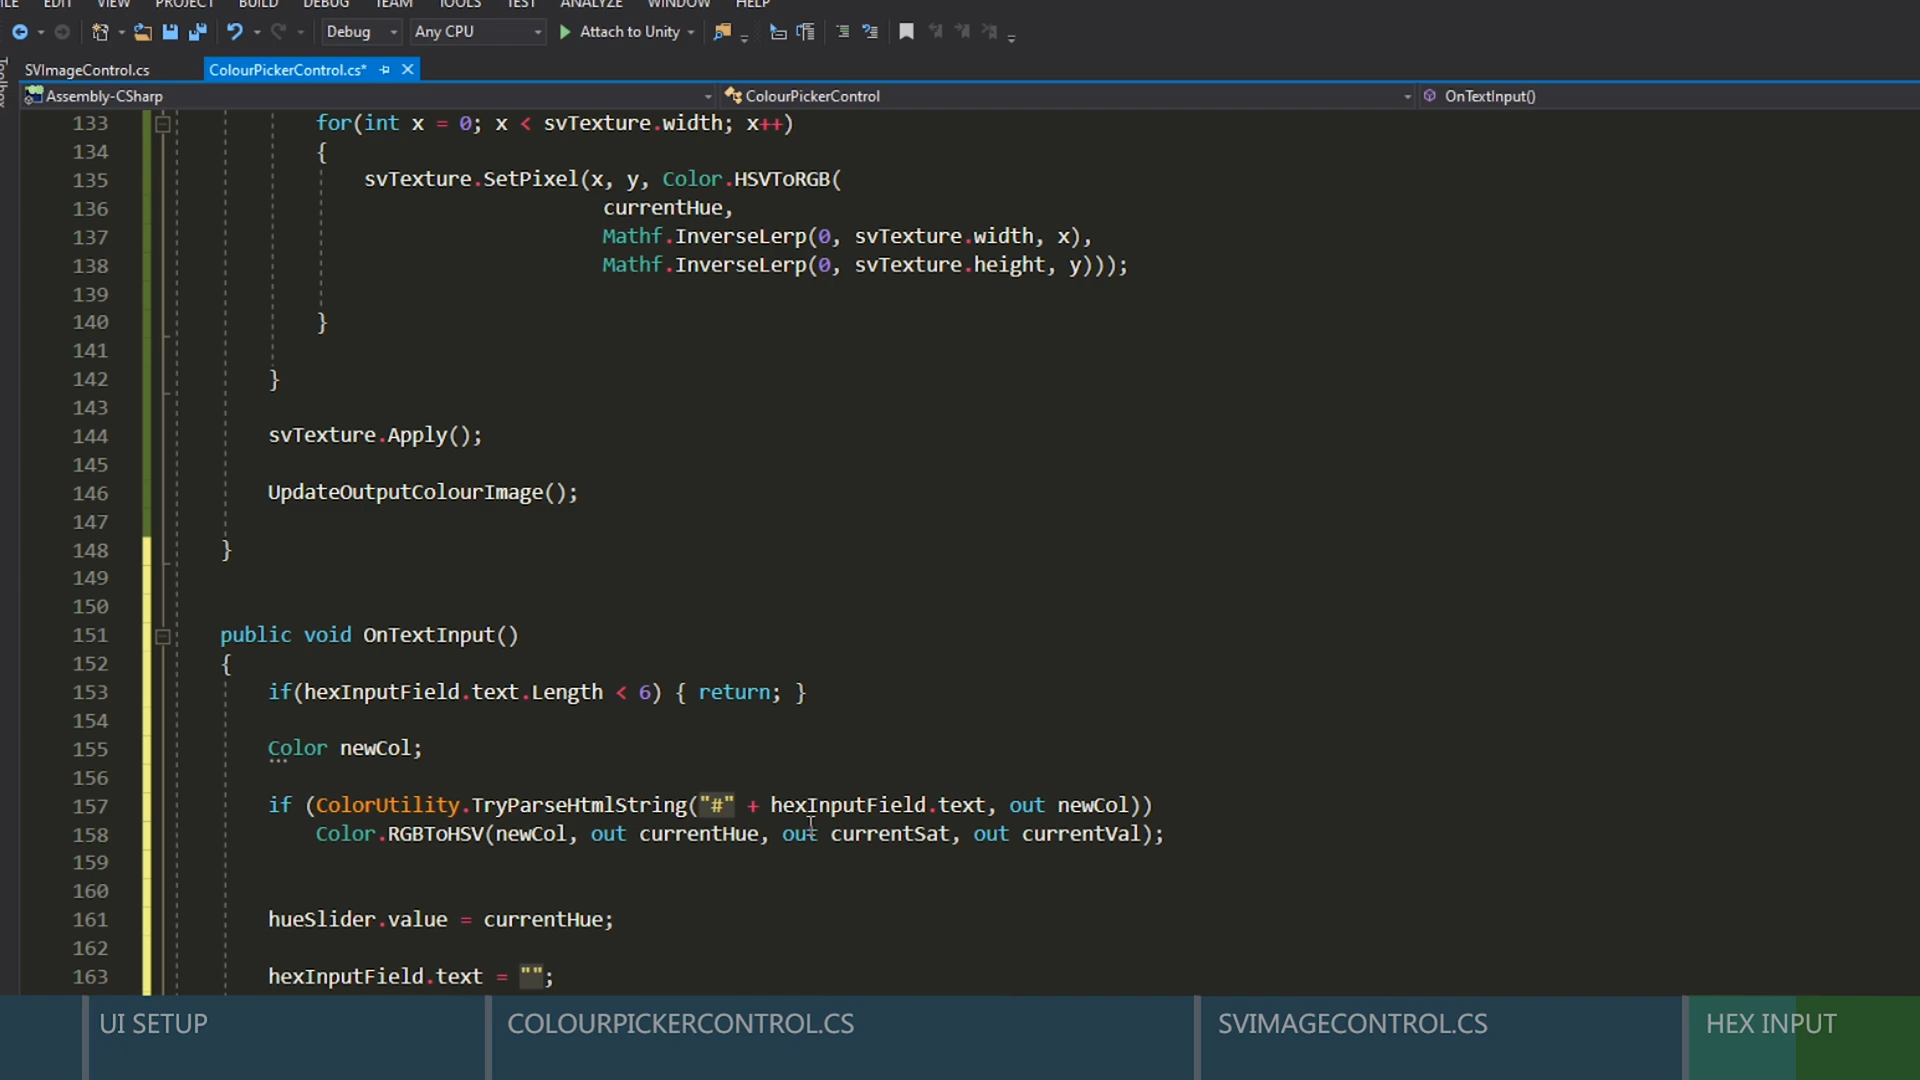 EDIT VIEW PROJECT BUILD DEBUG TEAM TOOLS TEST ANALYZE WINDOW HELP
Debug Any CPU Attach to Unity
SVImageControl.cs ColourPickerControl.cs*
Toolbox
Assembly-CSharp ColourPickerControl OnTextInput()
133 for(int x = 0; x < svTexture.width; x++)
134 {
135 svTexture.SetPixel(x, y, Color.HSVToRGB(
136 currentHue,
137 Mathf.InverseLerp(0, svTexture.width, x),
138 Mathf.InverseLerp(0, svTexture.height, y)));
139
140 }
141
142 }
143
144 svTexture.Apply();
145
146 UpdateOutputColourImage();
147
148 }
149
150
151 public void OnTextInput()
152 {
153 if(hexInputField.text.Length < 6) { return; }
154
155 Color newCol;
156
157 if (ColorUtility.TryParseHtmlString("#" + hexInputField.text, out newCol))
158 Color.RGBToHSV(newCol, out currentHue, out currentSat, out currentVal);
159
160
161 hueSlider.value = currentHue;
162
163 hexInputField.text = "";
UI SETUP COLOURPICKERCONTROL.CS SVIMAGECONTROL.CS HEX INPUT